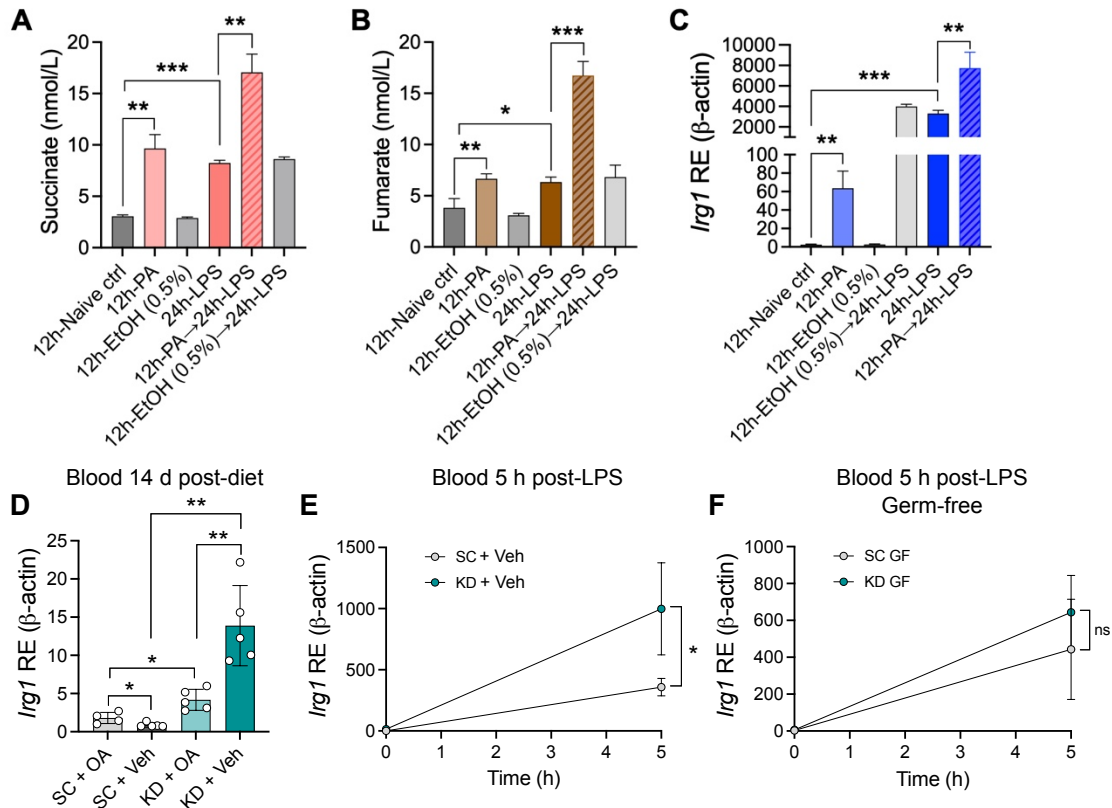 A
Succinate (nmol/L)
20
15
10
5
0
**
***
**
12h-Naive ctrl
12h-PA
12h-EtOH (0.5%)
24h-LPS
12h-PA→24h-LPS
12h-EtOH (0.5%)→24h-LPS
B
Fumarate (nmol/L)
20
15
10
5
0
**
*
***
12h-Naive ctrl
12h-PA
12h-EtOH (0.5%)
24h-LPS
12h-PA→24h-LPS
12h-EtOH (0.5%)→24h-LPS
C
Irg1 RE (β-actin)
10000
8000
6000
4000
2000
100
80
60
40
20
0
**
***
**
12h-Naive ctrl
12h-PA
12h-EtOH (0.5%)
12h-EtOH (0.5%)→24h-LPS
24h-LPS
12h-PA→24h-LPS
Blood 14 d post-diet
D
Irg1 RE (β-actin)
25
20
15
10
5
0
**
**
*
*
SC + OA
SC + Veh
KD + OA
KD + Veh
Blood 5 h post-LPS
E
Irg1 RE (β-actin)
1500
1000
500
0
SC + Veh
KD + Veh
*
0 1 2 3 4 5
Time (h)
Blood 5 h post-LPS
Germ-free
F
Irg1 RE (β-actin)
1000
800
600
400
200
0
SC GF
KD GF
ns
0 1 2 3 4 5
Time (h)